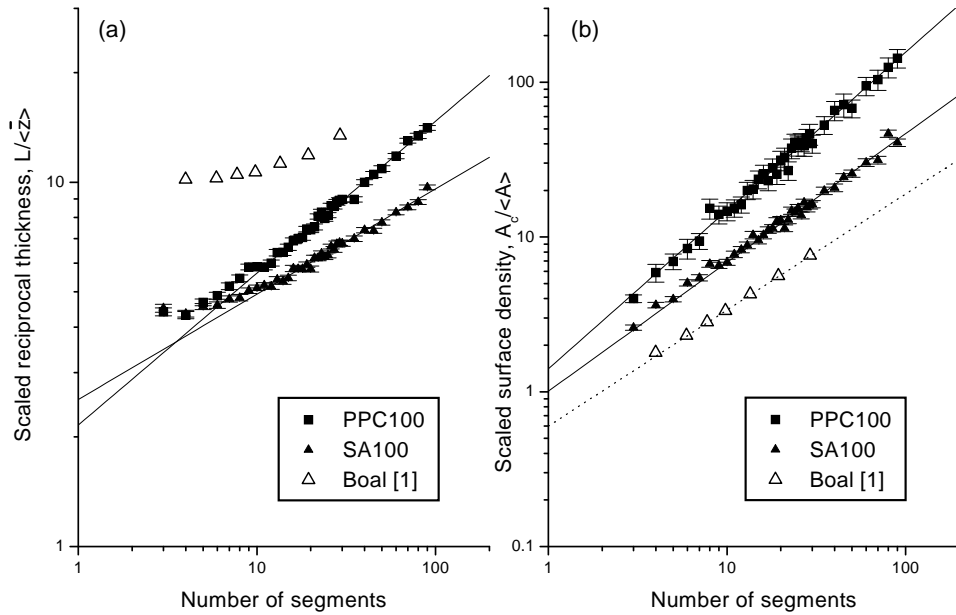 (a)
Scaled reciprocal thickness, L/<z̄>
10
1
1
10
100
Number of segments
PPC100
SA100
Boal [1]
(b)
Scaled surface density, A_c/<A>
100
10
1
0.1
1
10
100
Number of segments
PPC100
SA100
Boal [1]